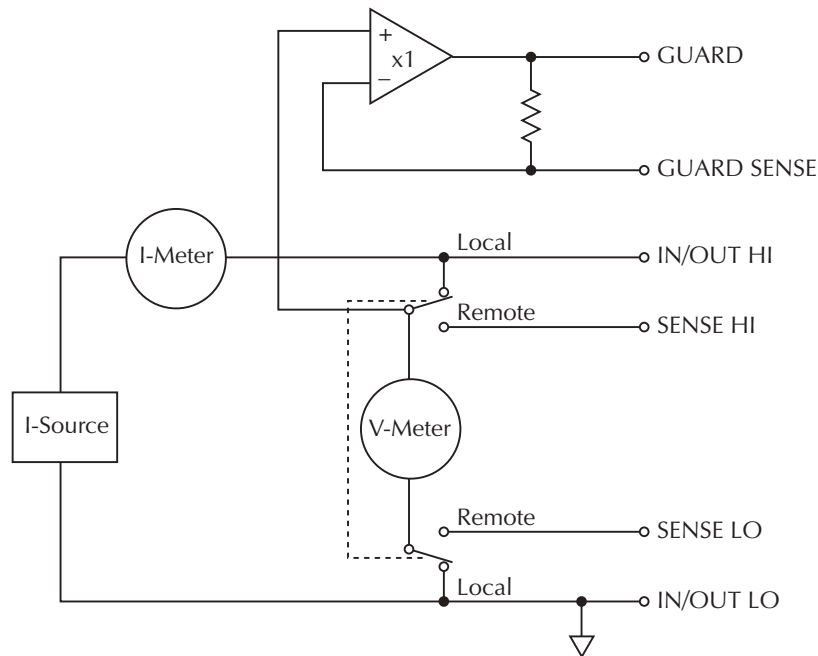 +
x1
−
GUARD
GUARD SENSE
I-Meter
Local
IN/OUT HI
Remote
SENSE HI
I-Source
V-Meter
Remote
SENSE LO
Local
IN/OUT LO